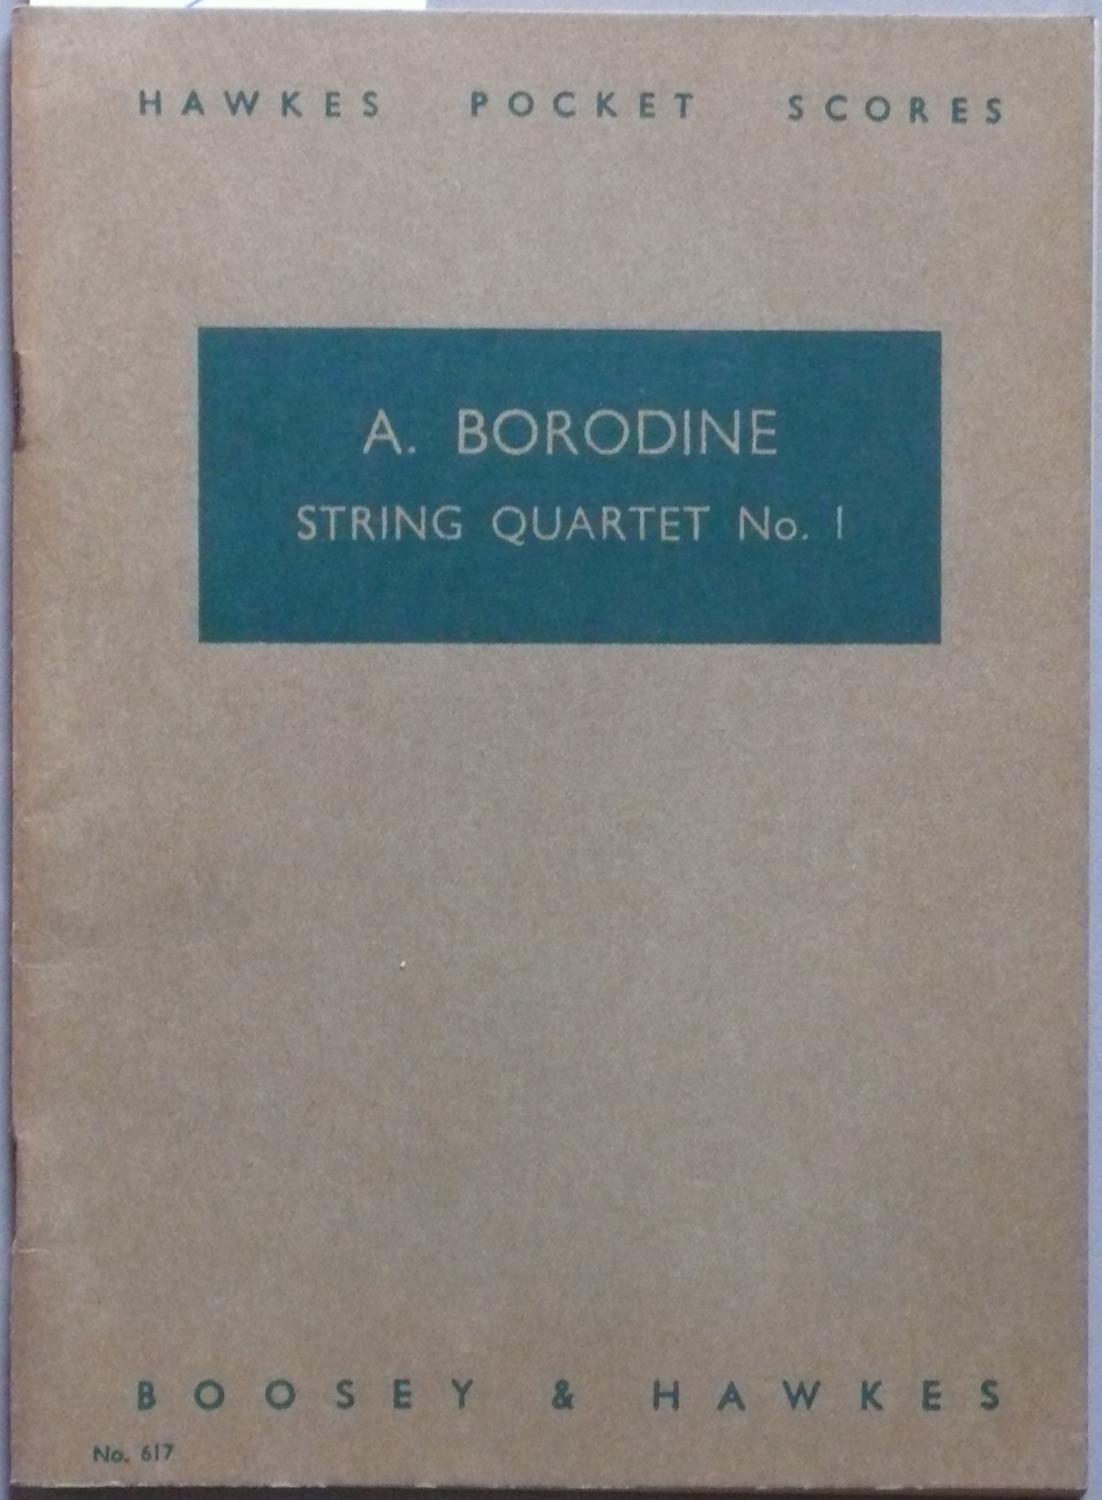 HAWKES POCKET SCORES
A. BORODINE
STRING QUARTET No. 1
BOOSEY & HAWKES
No. 617